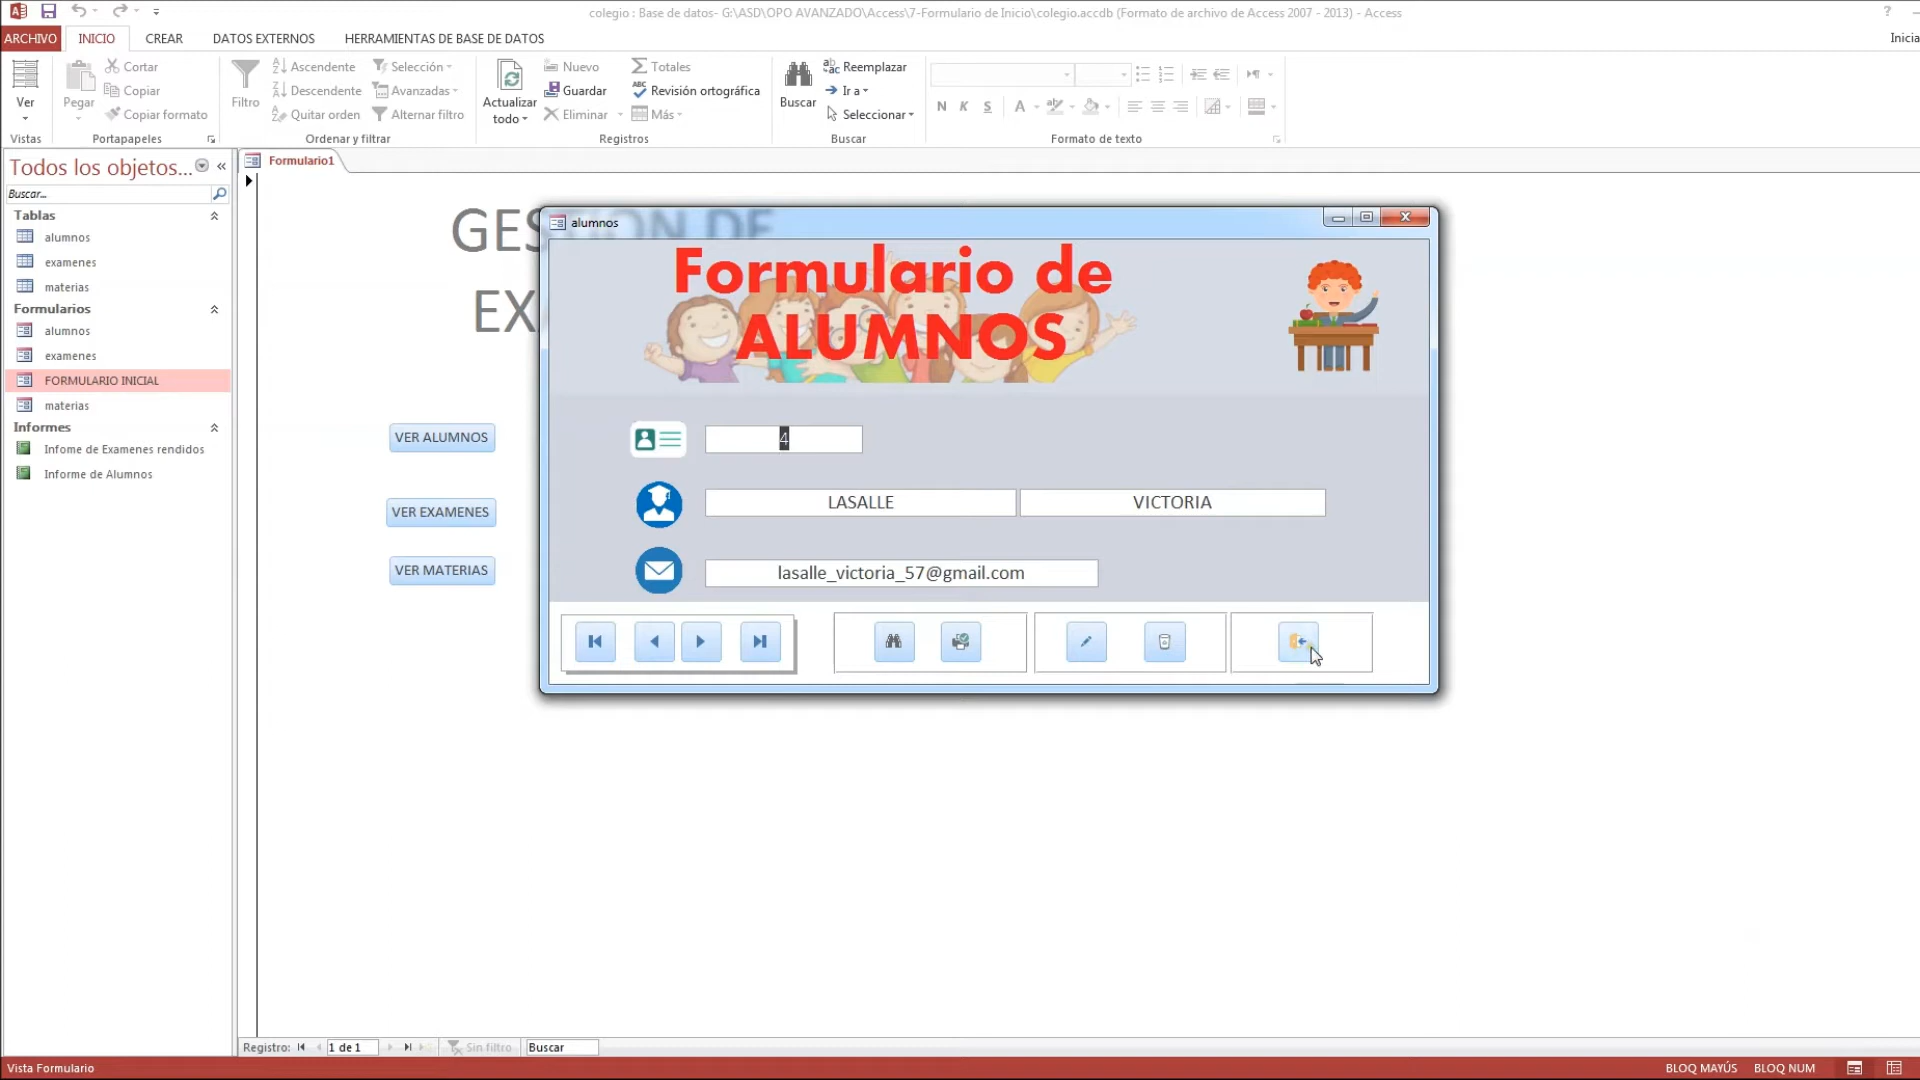 colegio : Base de datos- G:\ASD\OPO AVANZADO\Access\7-Formulario de Inicio\colegio.accdb (Formato de archivo de Access 2007 - 2013) - Access
?
ARCHIVO INICIO CREAR DATOS EXTERNOS HERRAMIENTAS DE BASE DE DATOS
Inicia
Ver
Vistas
Pegar
Cortar
Copiar
Copiar formato
Portapapeles
Filtro
Ascendente
Descendente
Quitar orden
Selección
Avanzadas
Alternar filtro
Ordenar y filtrar
Actualizar
todo
Nuevo
Guardar
Eliminar
Totales
Revisión ortográfica
Más
Registros
Buscar
Reemplazar
Ir a
Seleccionar
Buscar
N K S A
Formato de texto
Todos los objetos...
Buscar...
Tablas
alumnos
examenes
materias
Formularios
alumnos
examenes
FORMULARIO INICIAL
materias
Informes
Infome de Examenes rendidos
Informe de Alumnos
Formulario1
GESTION DE
EX
VER ALUMNOS
VER EXAMENES
VER MATERIAS
alumnos
Formulario de
ALUMNOS
4
LASALLE VICTORIA
lasalle_victoria_57@gmail.com
Registro: 1 de 1 Sin filtro Buscar
Vista Formulario
BLOQ MAYÚS BLOQ NUM